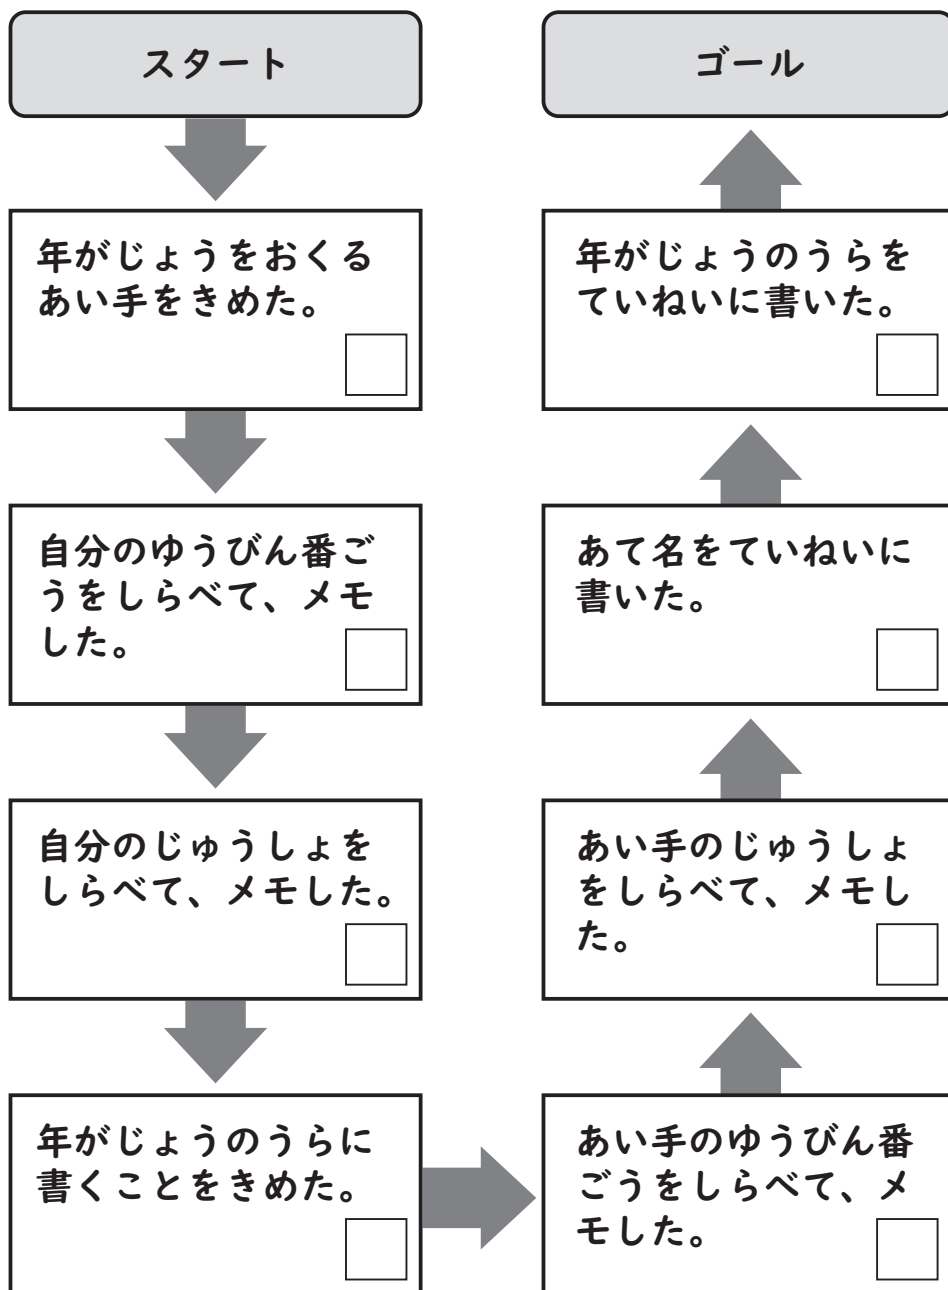 スタート
年がじょうをおくる
あい手をきめた。
自分のゆうびん番ご
うをしらべて、メモ
した。
自分のじゅうしょを
しらべて、メモした。
年がじょうのうらに
書くことをきめた。
あい手のゆうびん番
ごうをしらべて、メ
モした。
あい手のじゅうしょ
をしらべて、メモし
た。
あて名をていねいに
書いた。
年がじょうのうらを
ていねいに書いた。
ゴール